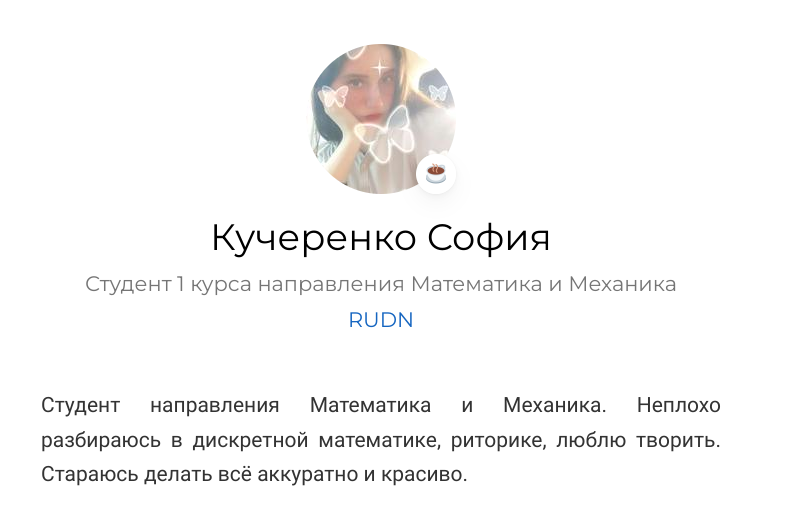 Кучеренко София
Студент 1 курса направления Математика и Механика
RUDN
Студент направления Математика и Механика. Неплохо
разбираюсь в дискретной математике, риторике, люблю творить.
Стараюсь делать всё аккуратно и красиво.